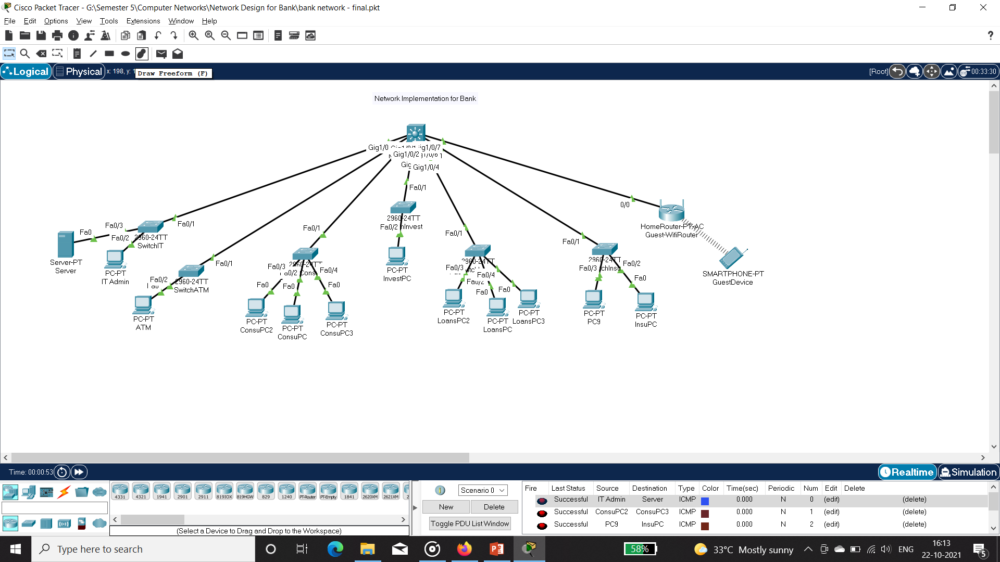 Cisco Packet Tracer - G:\Semester 5\Computer Networks\Network Design for Bank\bank network - final.pkt
File Edit Options View Tools Extensions Window Help
Logical Physical x: 198, y: 1 [Root] 00:33:30
Draw Freeform (F)
Network Implementation for Bank
Gig1/0 Gig1/0/7
Gig1/0/2
Gig Gig1/0/4
Fa0/1
2960-24TT
Fa0/2 nInvest
PC-PT
InvestPC
0/0
HomeRouter-PT-AC
Guest-WifiRouter
SMARTPHONE-PT
GuestDevice
Fa0 Fa0/3 Fa0/1
Fa0/2 2960-24TT
SwitchIT
Server-PT
Server
PC-PT
IT Admin
Fa0/1
Fa0/2 2960-24TT
SwitchATM
PC-PT
ATM
Fa0/1
Fa0/3 2960-24TT
Fa0/2 Cons Fa0/4
Fa0 Fa0 Fa0
PC-PT
ConsuPC2
PC-PT
ConsuPC
PC-PT
ConsuPC3
Fa0/1
2960-24TT
Fa0/3 Fa0/4
Fa0/2
Fa0 Fa0
PC-PT
LoansPC2
PC-PT
LoansPC
PC-PT
LoansPC3
Fa0/1
2960-24TT
Fa0/3 chInsu Fa0/2
Fa0
PC-PT
PC9
PC-PT
InsuPC
Time: 00:00:53 Realtime Simulation
4331 4321 1941 2901 2911 819IOX 819HGW 829 1240 PT-Router PT-Empty 1841 2620XM 2621XM
(Select a Device to Drag and Drop to the Workspace)
Scenario 0
New Delete
Toggle PDU List Window
Fire Last Status Source Destination Type Color Time(sec) Periodic Num Edit Delete
Successful IT Admin Server ICMP 0.000 N 0 (edit) (delete)
Successful ConsuPC2 ConsuPC3 ICMP 0.000 N 1 (edit) (delete)
Successful PC9 InsuPC ICMP 0.000 N 2 (edit) (delete)
Type here to search
58%
33°C Mostly sunny
ENG
16:13
22-10-2021
5